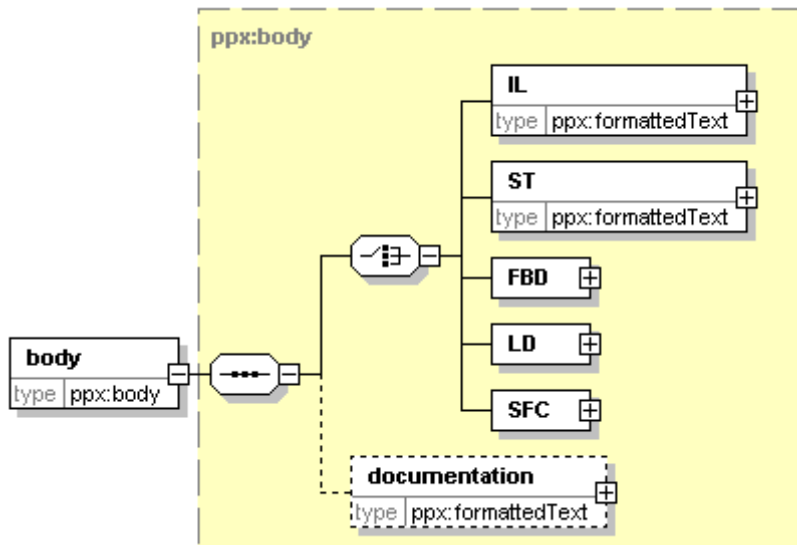 ppx:body
IL
type ppx:formattedText
ST
type ppx:formattedText
FBD
LD
body
type ppx:body
SFC
documentation
type ppx:formattedText